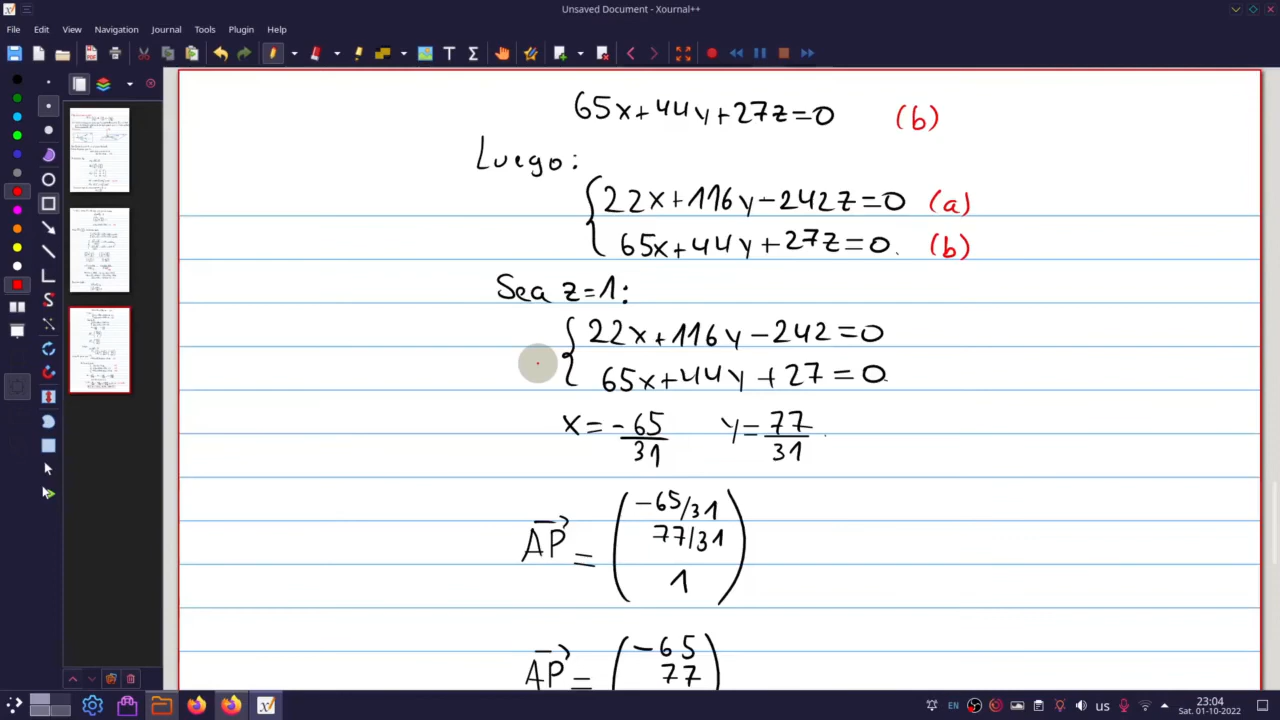 Unsaved Document - Xournal++
File Edit View Navigation Journal Tools Plugin Help
65x+44y+27z=0 (b)
Luego:
22x+116y-242z=0 (a)
65x+44y+27z=0. (b)
Sea z=1:
22x+116y-242=0
65x+44y+27=0.
x=-65/31 y=77/31.
AP = (-65/31
77/31
1)
AP = (-65
77
EN us 23:04
Sat. 01-10-2022